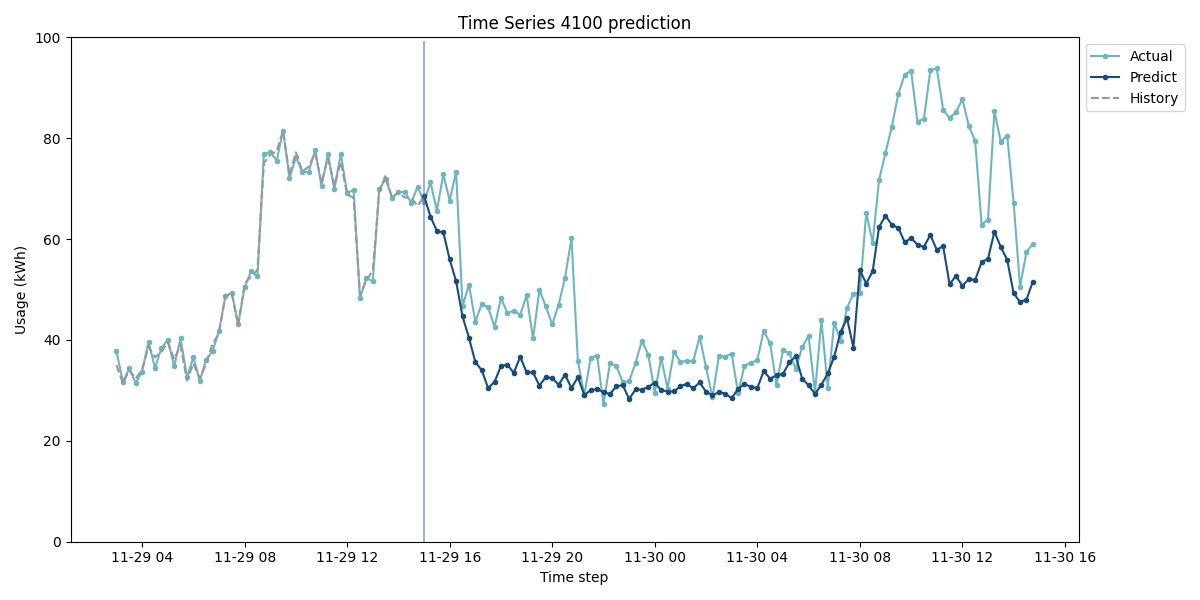 Time Series 4100 prediction
100
80
60
40
20
0
Usage (kWh)
11-29 04
11-29 08
11-29 12
11-29 16
11-29 20
11-30 00
11-30 04
11-30 08
11-30 12
11-30 16
Time step
Actual
Predict
History